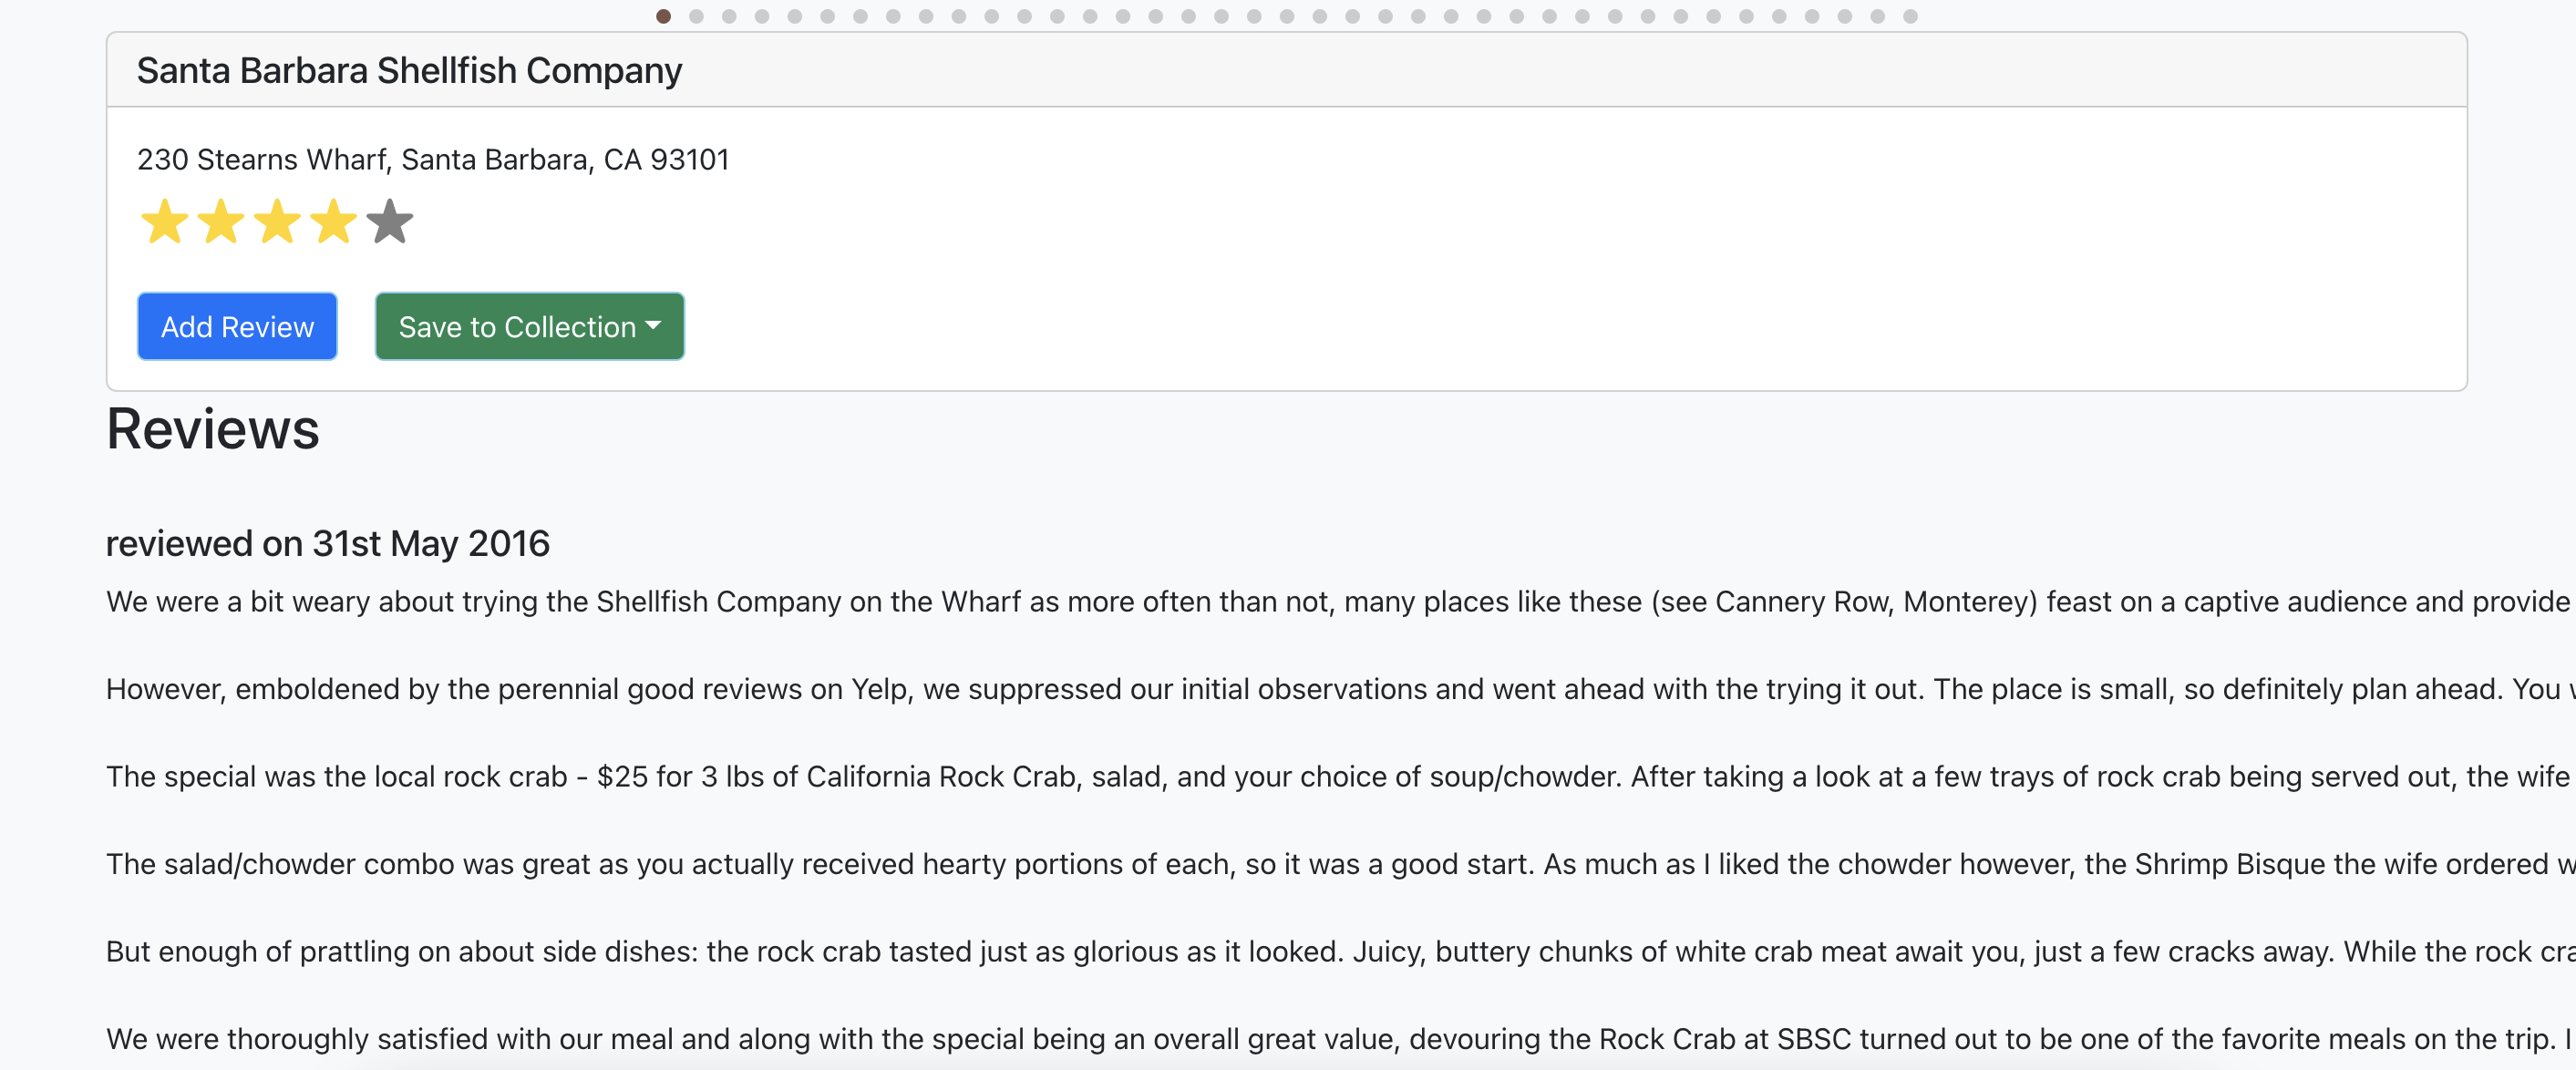 Santa Barbara Shellfish Company
230 Stearns Wharf, Santa Barbara, CA 93101
Add Review
Save to Collection
Reviews
reviewed on 31st May 2016
We were a bit weary about trying the Shellfish Company on the Wharf as more often than not, many places like these (see Cannery Row, Monterey) feast on a captive audience and provide
However, emboldened by the perennial good reviews on Yelp, we suppressed our initial observations and went ahead with the trying it out. The place is small, so definitely plan ahead. You
The special was the local rock crab - $25 for 3 lbs of California Rock Crab, salad, and your choice of soup/chowder. After taking a look at a few trays of rock crab being served out, the wife
The salad/chowder combo was great as you actually received hearty portions of each, so it was a good start. As much as I liked the chowder however, the Shrimp Bisque the wife ordered
But enough of prattling on about side dishes: the rock crab tasted just as glorious as it looked. Juicy, buttery chunks of white crab meat await you, just a few cracks away. While the rock
We were thoroughly satisfied with our meal and along with the special being an overall great value, devouring the Rock Crab at SBSC turned out to be one of the favorite meals on the trip. I